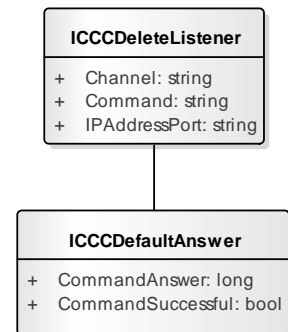 ICCCDeleteListener
+ Channel: string
+ Command: string
+ IPAddressPort: string
ICCCDefaultAnswer
+ CommandAnswer: long
+ CommandSuccessful: bool